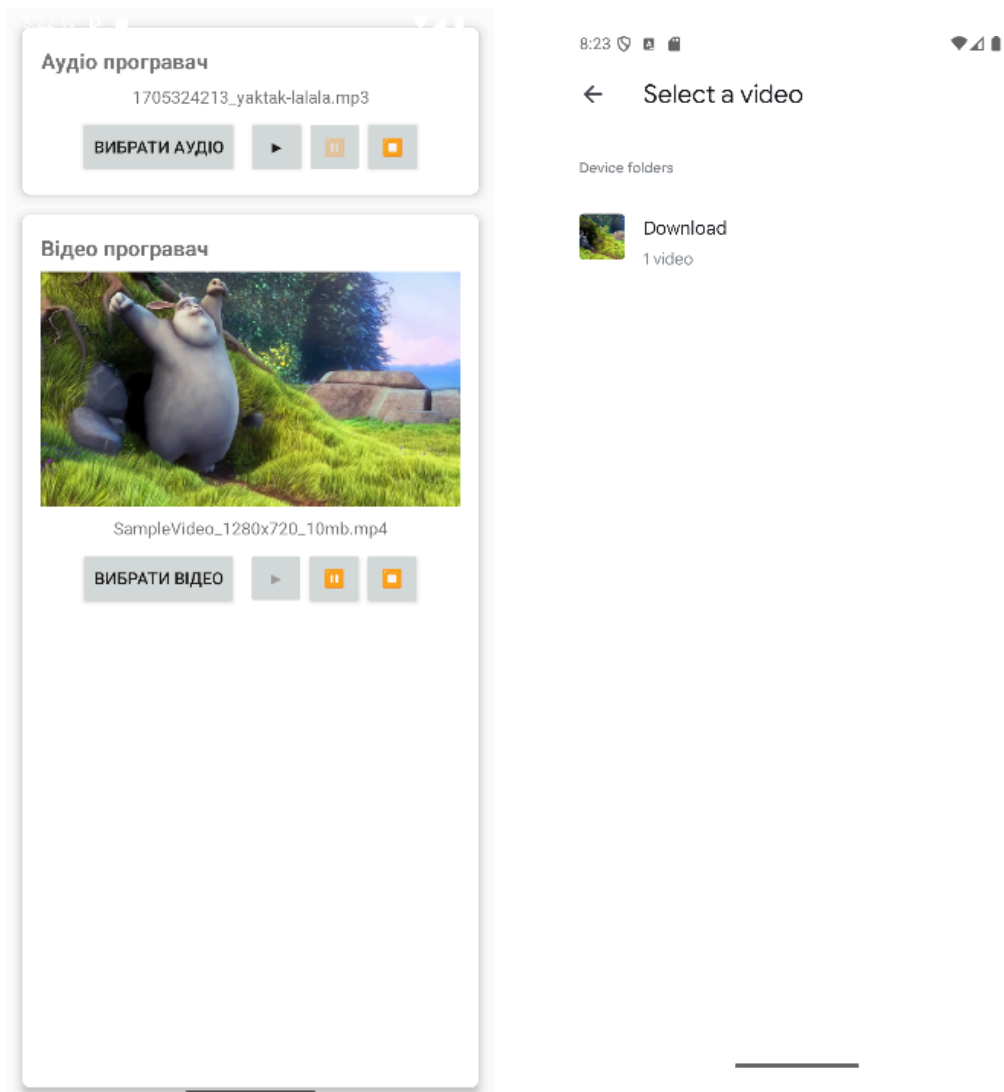 Аудіо програвач
1705324213_yaktak-lalala.mp3
ВИБРАТИ АУДІО
Відео програвач
SampleVideo_1280x720_10mb.mp4
ВИБРАТИ ВІДЕО
8:23
Select a video
Device folders
Download
1 video